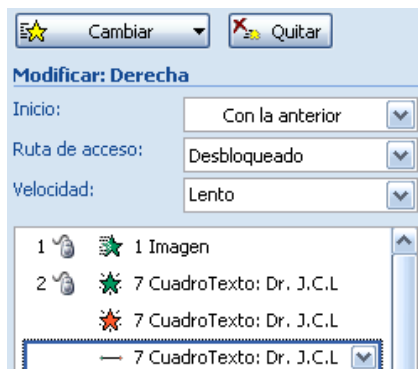 Cambiar Quitar
Modificar: Derecha
Inicio: Con la anterior
Ruta de acceso: Desbloqueado
Velocidad: Lento
1 1 Imagen
2 7 CuadroTexto: Dr. J.C.L
7 CuadroTexto: Dr. J.C.L
7 CuadroTexto: Dr. J.C.L